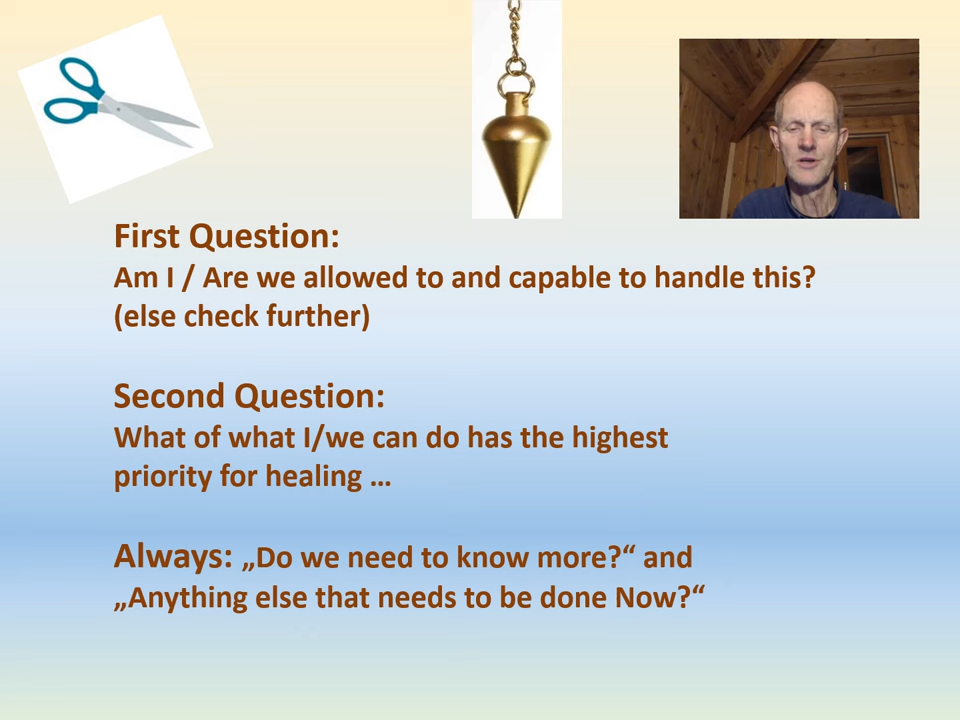 First Question:
Am I / Are we allowed to and capable to handle this?
(else check further)
Second Question:
What of what I/we can do has the highest
priority for healing …
Always: „Do we need to know more?“ and
„Anything else that needs to be done Now?“